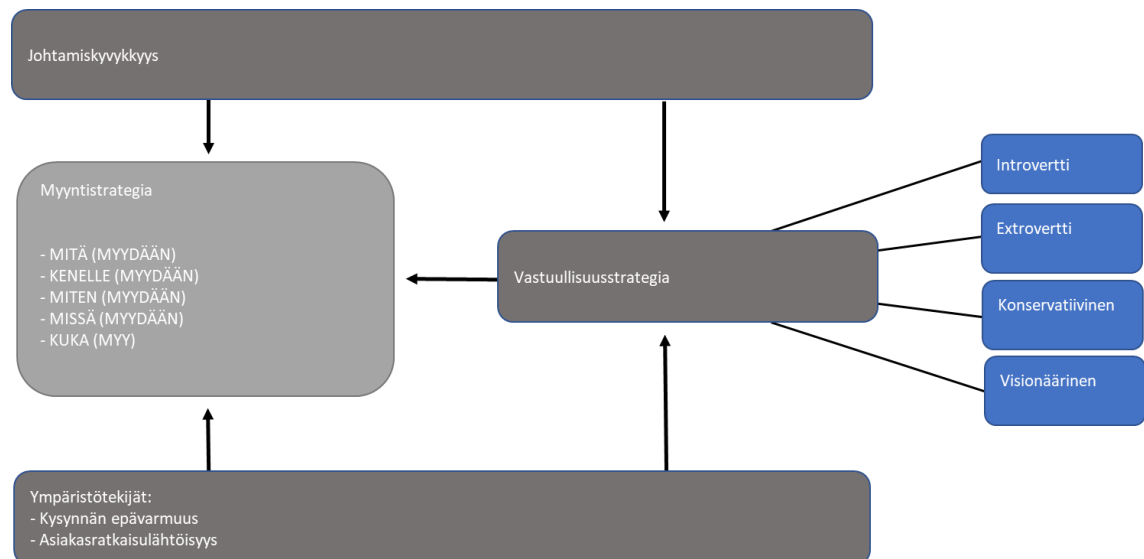 Johtamiskyvykkyys
Myyntistrategia
- MITÄ (MYYDÄÄN)
- KENELLE (MYYDÄÄN)
- MITEN (MYYDÄÄN)
- MISSÄ (MYYDÄÄN)
- KUKA (MYY)
Vastuullisuusstrategia
Introvertti
Extrovertti
Konservatiivinen
Visionäärinen
Ympäristötekijät:
- Kysynnän epävarmuus
- Asiakasratkaisulähtöisyys